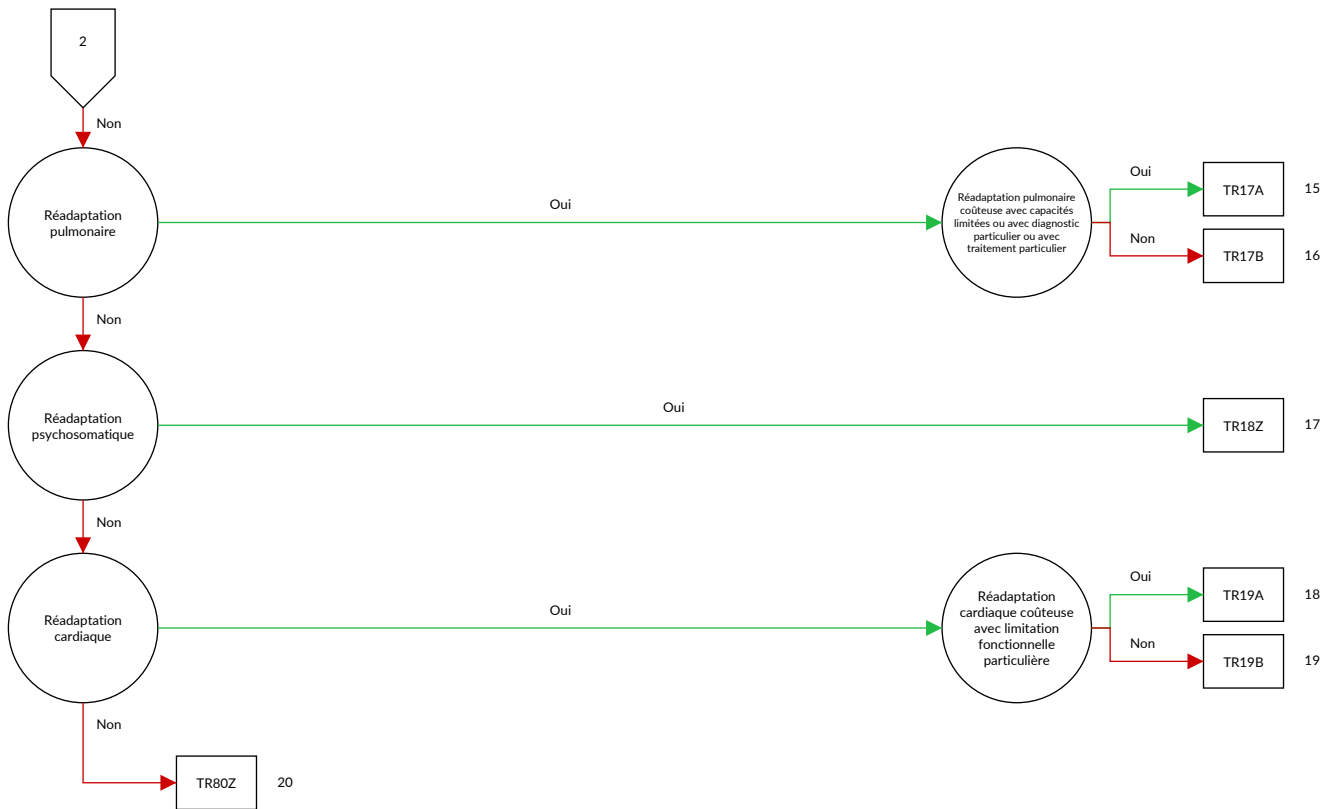 2
Non
Réadaptation
pulmonaire
Oui
Réadaptation pulmonaire
coûteuse avec capacités
limitées ou avec diagnostic
particulier ou avec
traitement particulier
Oui
TR17A 15
Non
TR17B 16
Non
Réadaptation
psychosomatique
Oui
TR18Z 17
Non
Réadaptation
cardiaque
Oui
Réadaptation
cardiaque coûteuse
avec limitation
fonctionnelle
particulière
Oui
TR19A 18
Non
TR19B 19
Non
TR80Z 20